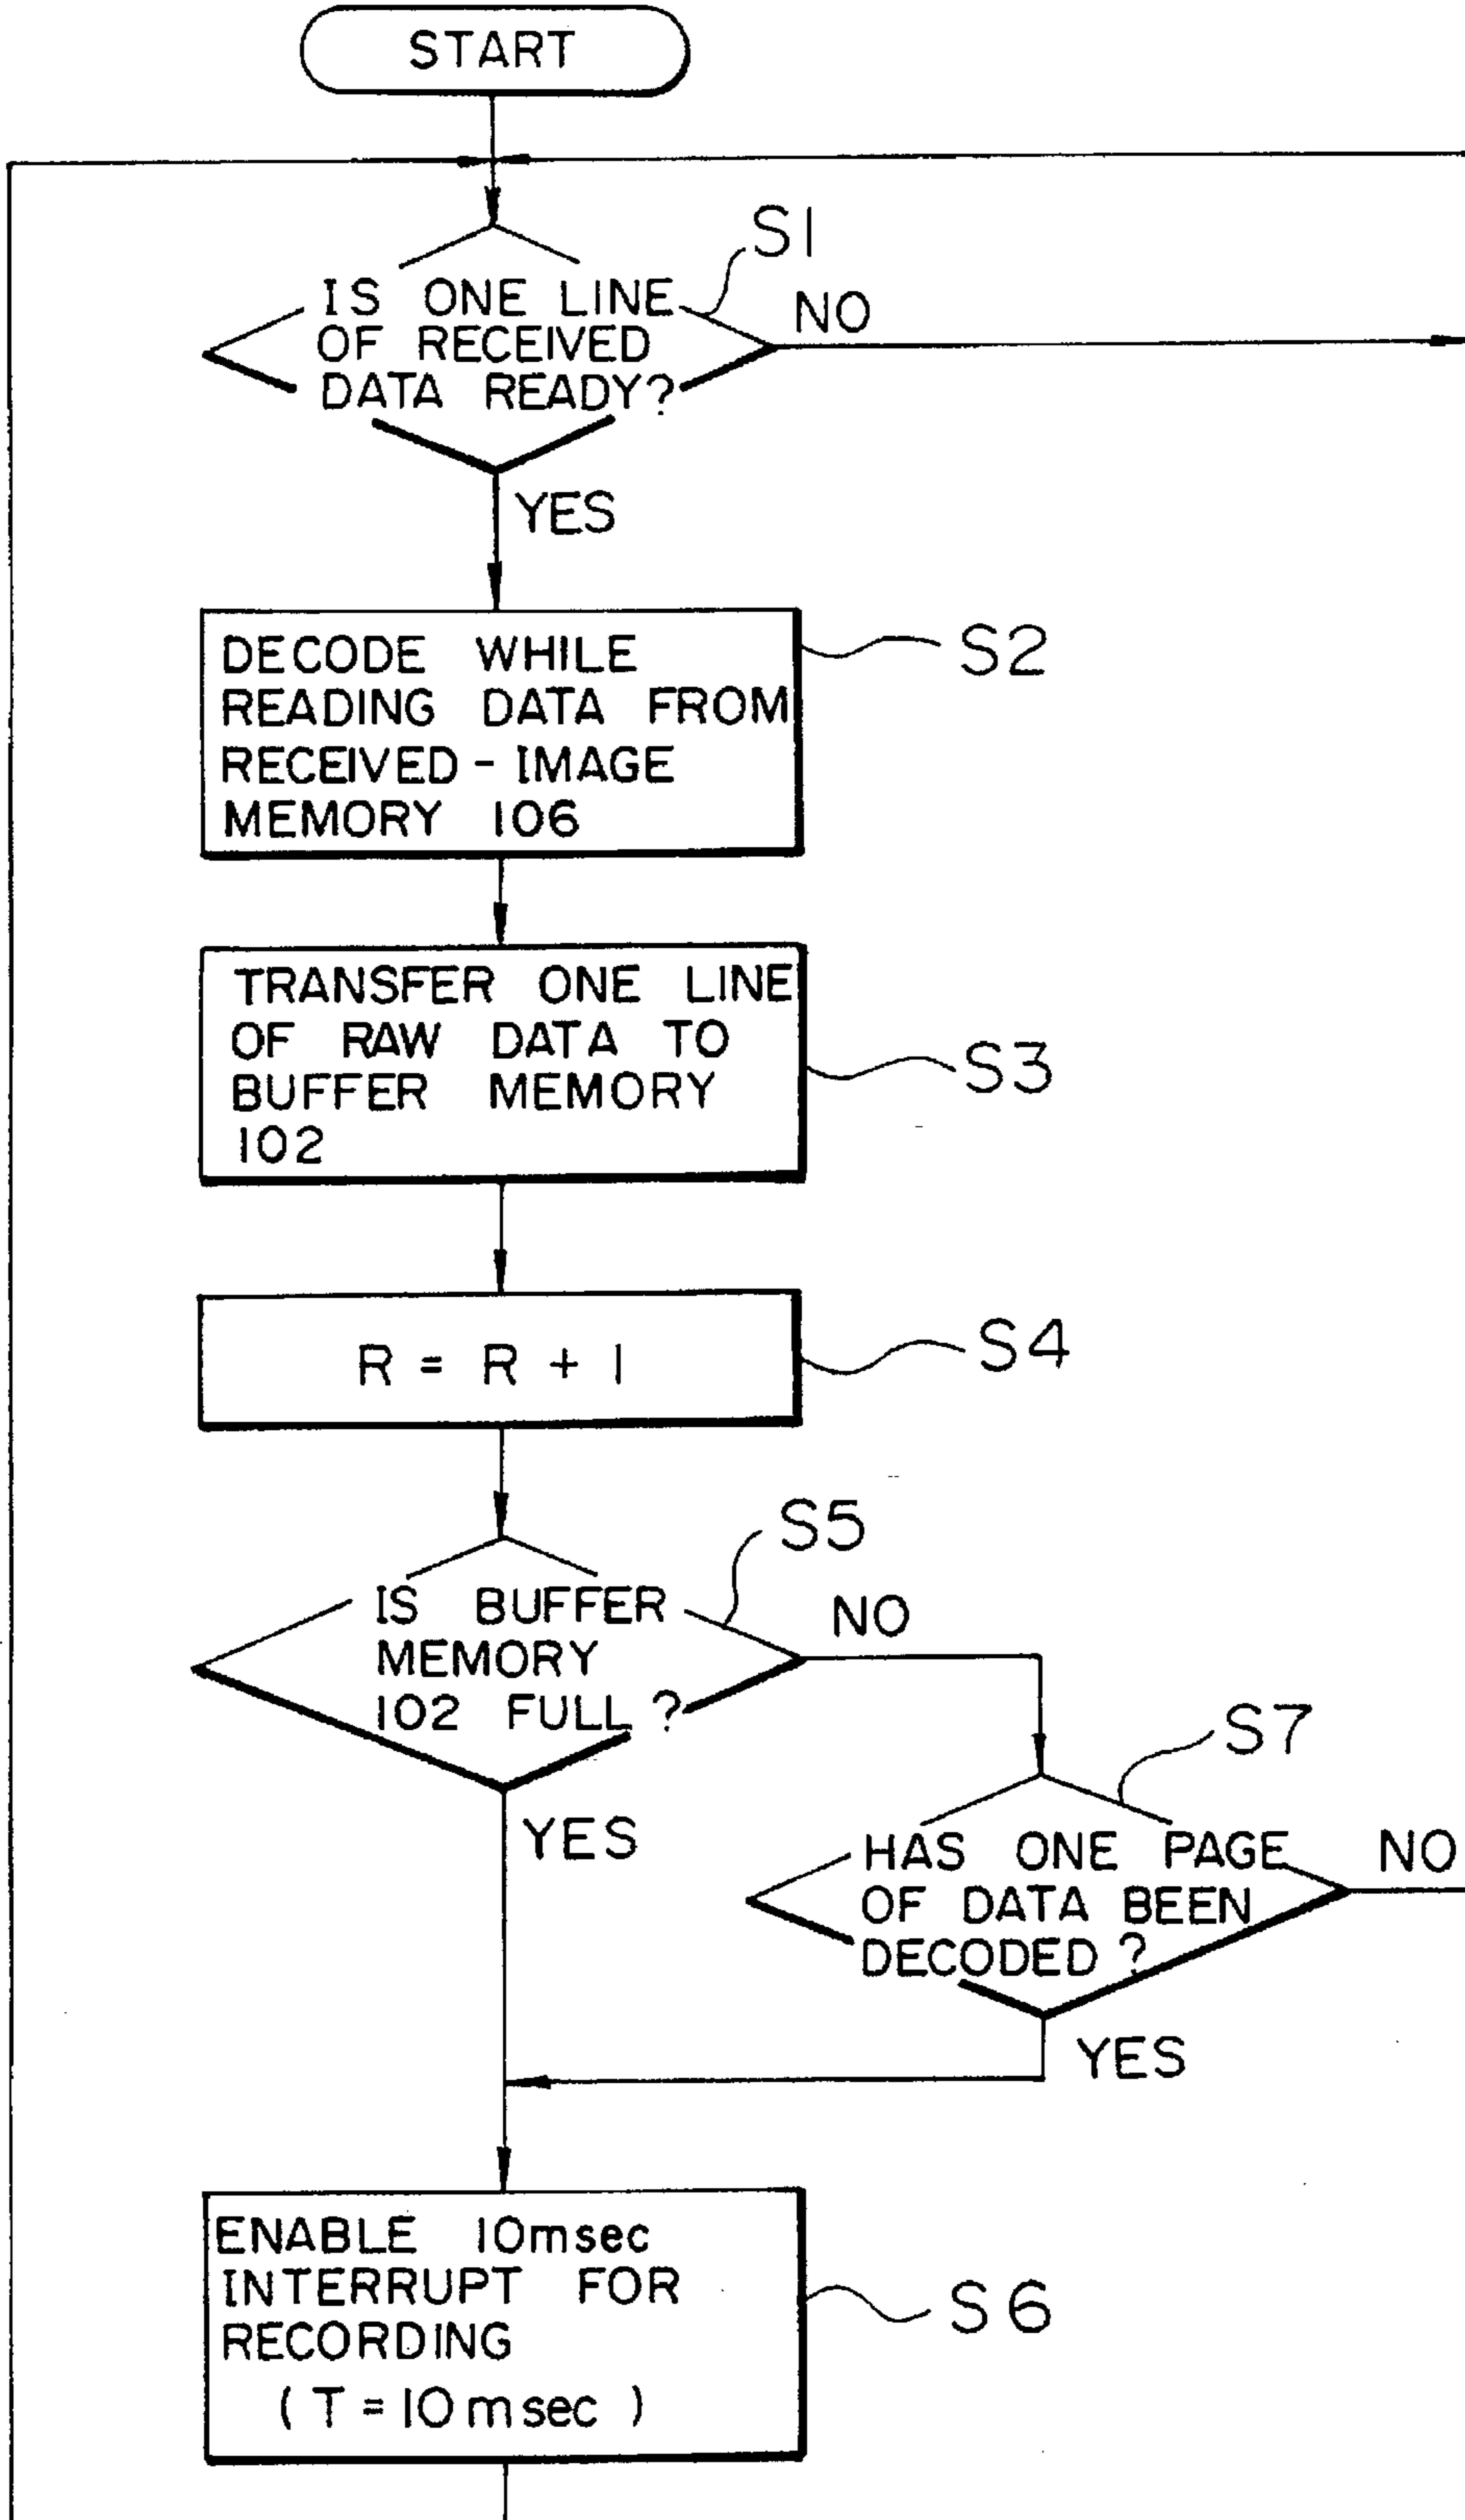 START
S1
IS ONE LINE
OF RECEIVED
DATA READY?
NO
YES
DECODE WHILE
READING DATA FROM
RECEIVED-IMAGE
MEMORY 106
S2
TRANSFER ONE LINE
OF RAW DATA TO
BUFFER MEMORY
102
S3
R = R + 1
S4
S5
IS BUFFER
MEMORY
102 FULL ?
NO
YES
S7
HAS ONE PAGE
OF DATA BEEN
DECODED ?
NO
YES
ENABLE 10msec
INTERRUPT FOR
RECORDING
( T = 10 msec )
S6